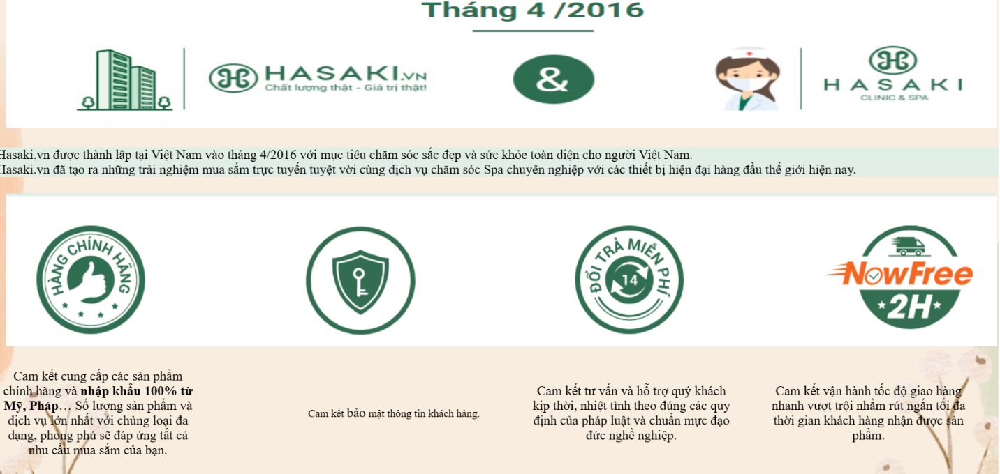 Tháng 4 /2016
HASAKI.VN
Chất lượng thật - Giá trị thật!
&
HASAKI
CLINIC & SPA
Hasaki.vn được thành lập tại Việt Nam vào tháng 4/2016 với mục tiêu chăm sóc sắc đẹp và sức khỏe toàn diện cho người Việt Nam.
Hasaki.vn đã tạo ra những trải nghiệm mua sắm trực tuyến tuyệt vời cùng dịch vụ chăm sóc Spa chuyên nghiệp với các thiết bị hiện đại hàng đầu thế giới hiện nay.
HÀNG CHÍNH HÃNG
ĐỔI TRẢ MIỄN PHÍ
14
NowFree
2H
Cam kết cung cấp các sản phẩm
chính hãng và nhập khẩu 100% từ
Mỹ, Pháp… Số lượng sản phẩm và
dịch vụ lớn nhất với chủng loại đa
dạng, phong phú sẽ đáp ứng tất cả
nhu cầu mua sắm của bạn.
Cam kết bảo mật thông tin khách hàng.
Cam kết tư vấn và hỗ trợ quý khách
kịp thời, nhiệt tình theo đúng các quy
định của pháp luật và chuẩn mực đạo
đức nghề nghiệp.
Cam kết vận hành tốc độ giao hàng
nhanh vượt trội nhằm rút ngắn tối đa
thời gian khách hàng nhận được sản
phẩm.